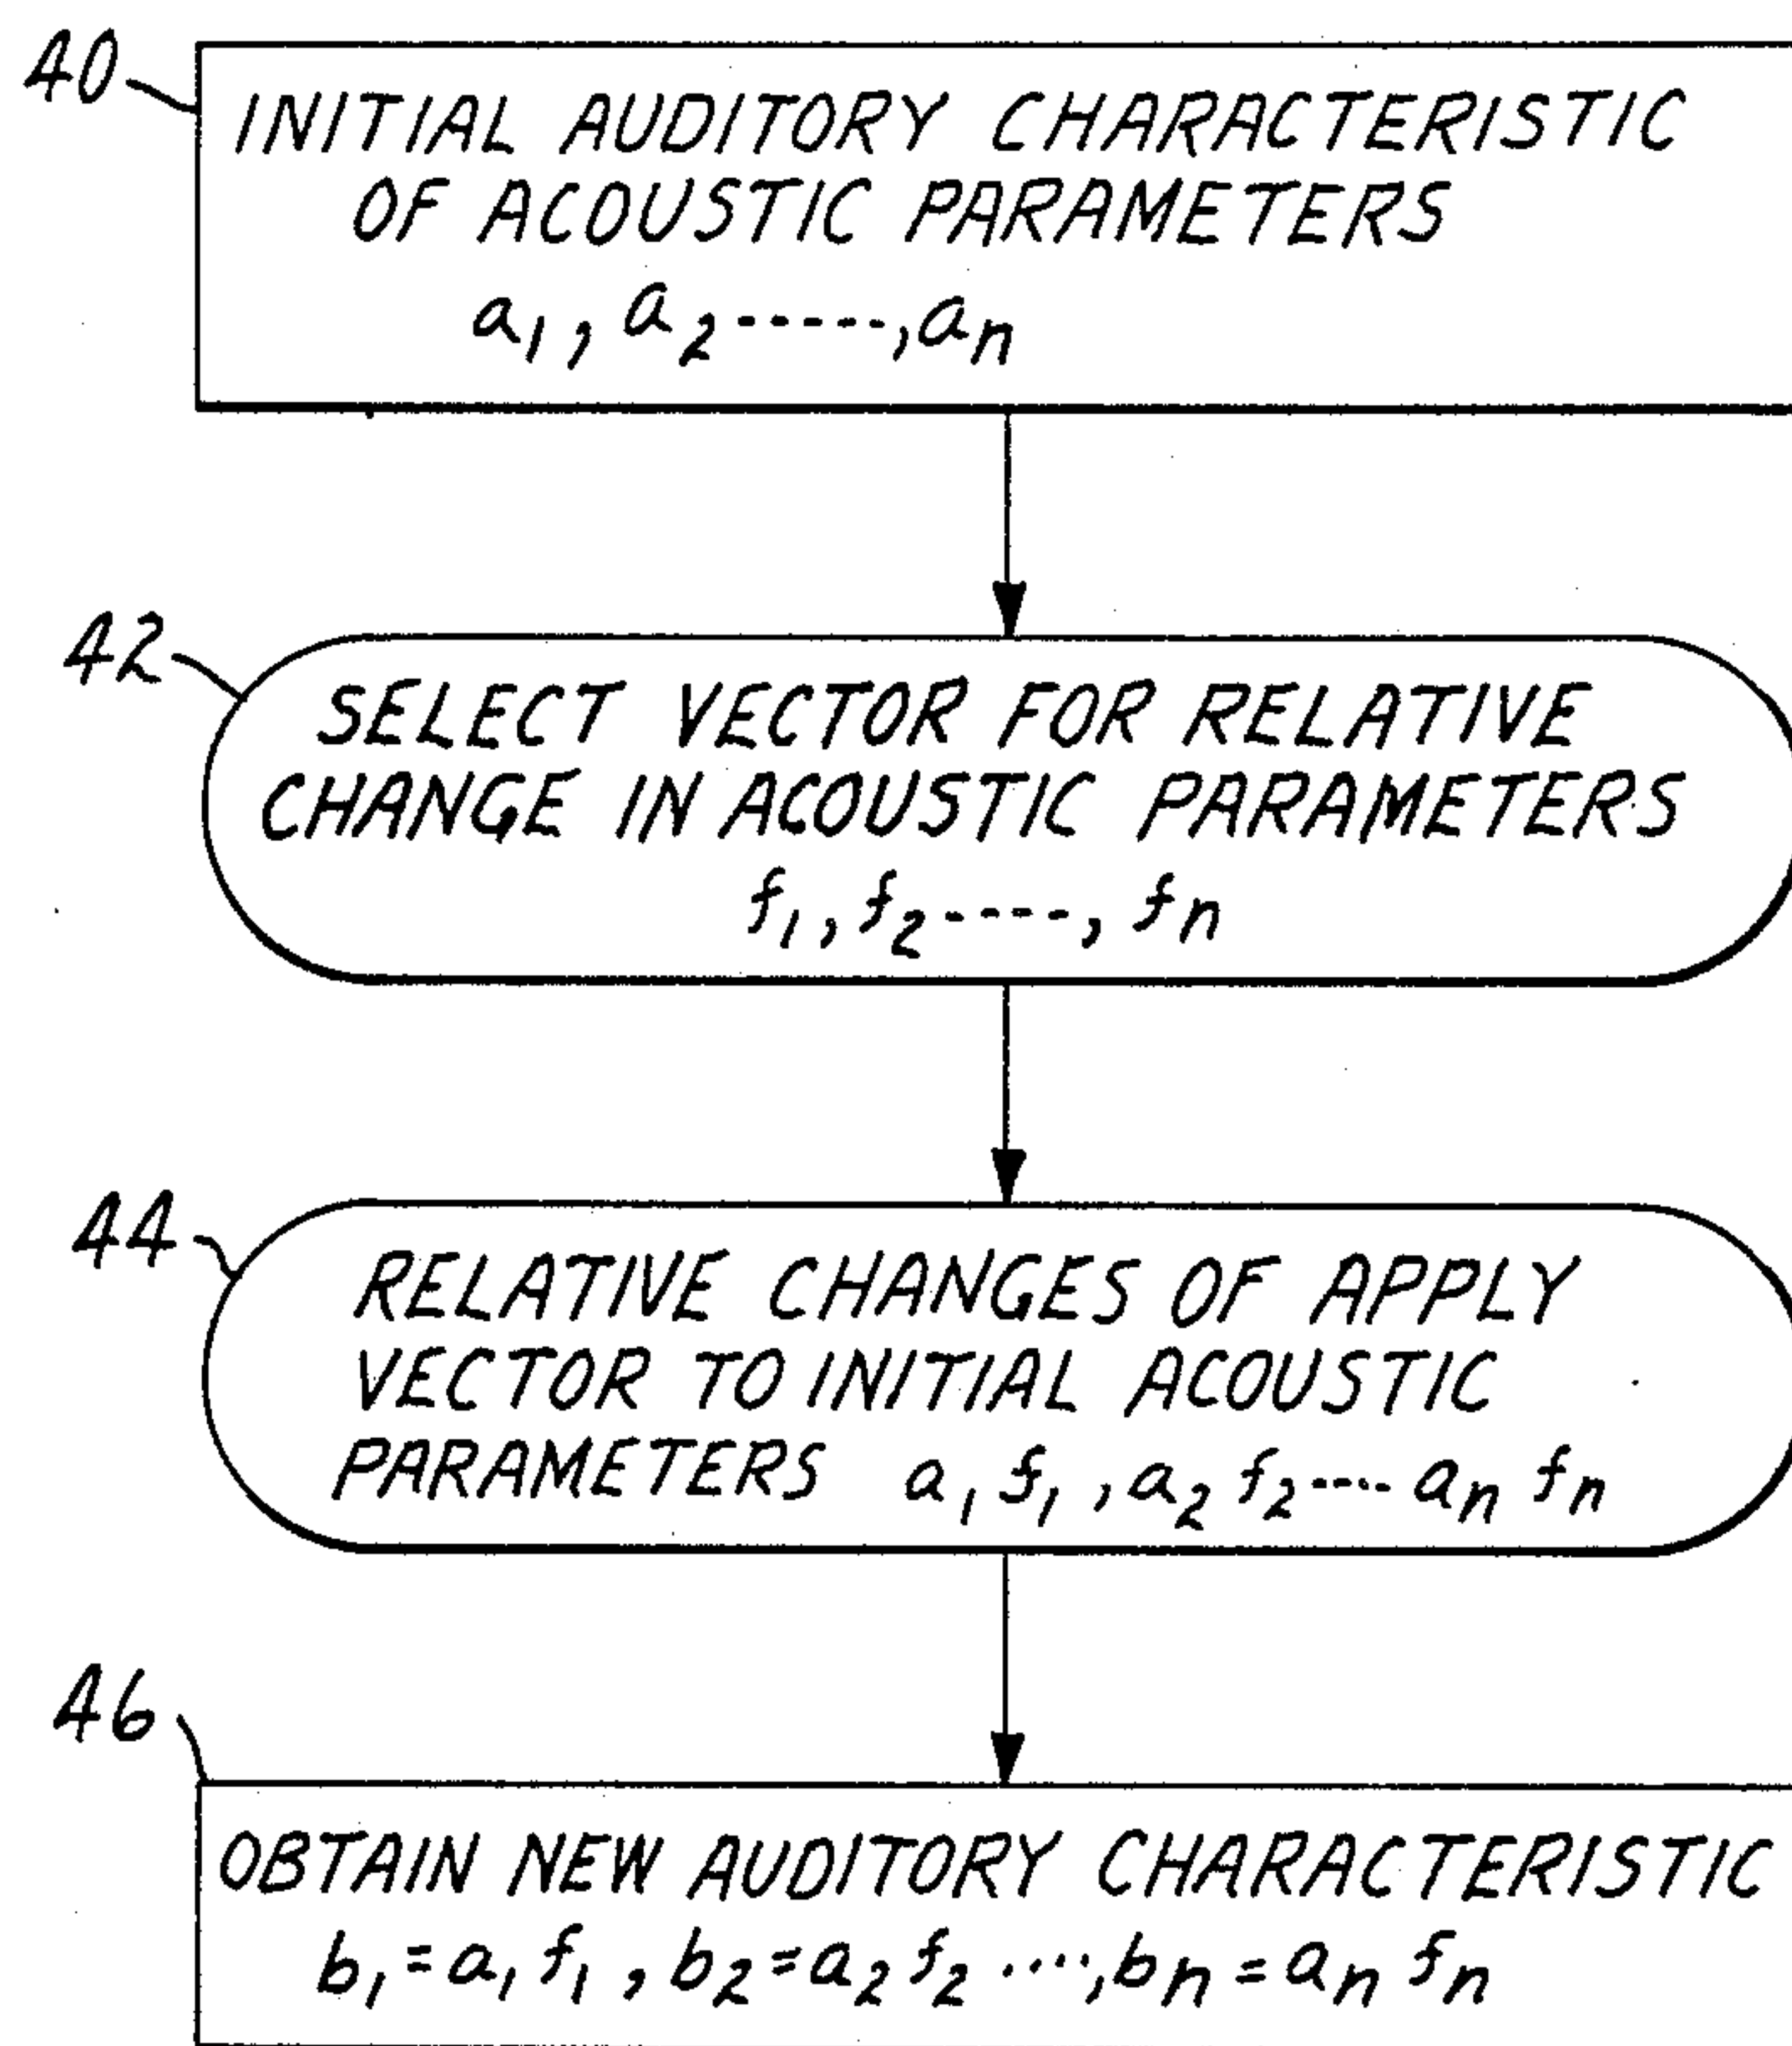 40
INITIAL AUDITORY CHARACTERISTIC
OF ACOUSTIC PARAMETERS
a₁, a₂-----,aₙ
42
SELECT VECTOR FOR RELATIVE
CHANGE IN ACOUSTIC PARAMETERS
f₁, f₂----, fₙ
44
RELATIVE CHANGES OF APPLY
VECTOR TO INITIAL ACOUSTIC
PARAMETERS a₁ f₁, a₂ f₂---- aₙ fₙ
46
OBTAIN NEW AUDITORY CHARACTERISTIC
b₁=a₁ f₁, b₂=a₂ f₂ ····,bₙ=aₙ fₙ